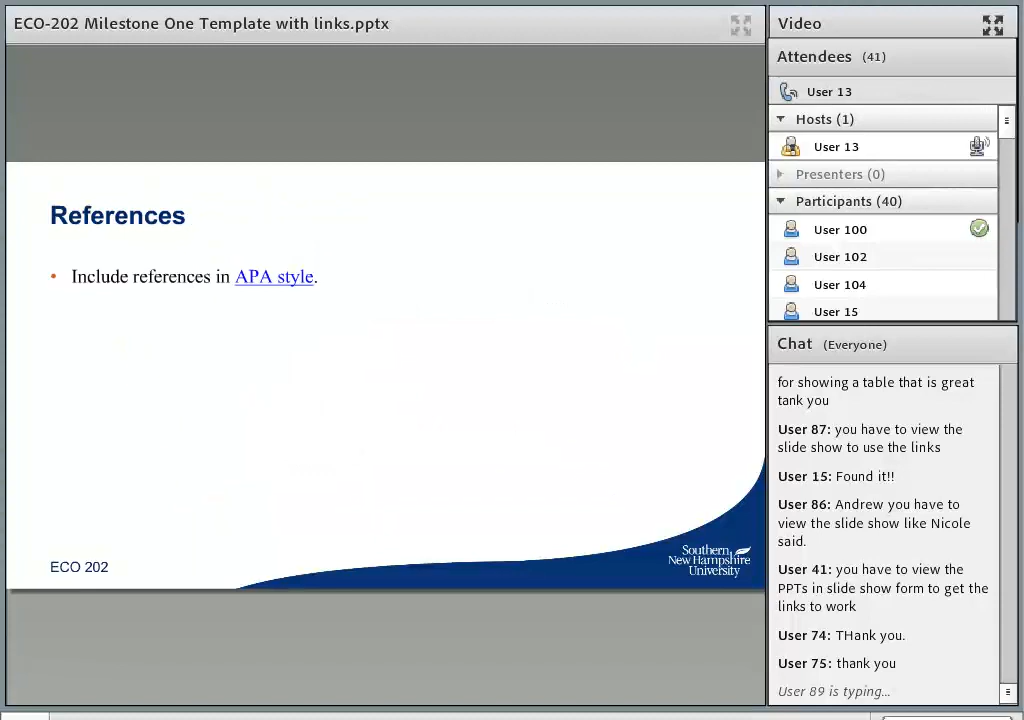 ECO-202 Milestone One Template with links.pptx
References
• Include references in APA style.
ECO 202
Southern
New Hampshire
University
Video
Attendees (41)
User 13
Hosts (1)
User 13
Presenters (0)
Participants (40)
User 100
User 102
User 104
User 15
Chat (Everyone)
for showing a table that is great
tank you
User 87: you have to view the
slide show to use the links
User 15: Found it!!
User 86: Andrew you have to
view the slide show like Nicole
said.
User 41: you have to view the
PPTs in slide show form to get the
links to work
User 74: THank you.
User 75: thank you
User 89 is typing...